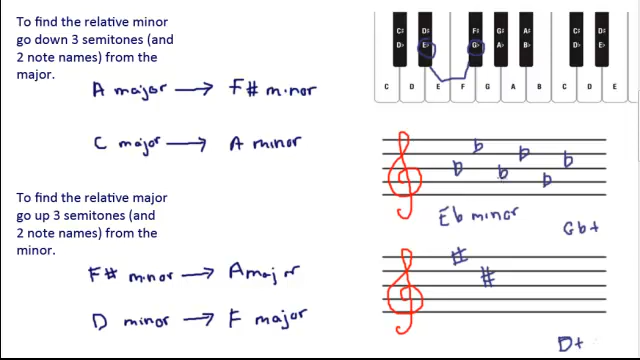 To find the relative minor
go down 3 semitones (and
2 note names) from the
major.
A major → F# minor
C major → A minor
To find the relative major
go up 3 semitones (and
2 note names) from the
minor.
F# minor → A major
D minor → F major
C# D# F# G# A# C# D#
D♭ E♭ G♭ A♭ B♭ D♭ E♭
C D E F G A B C D E
Eb minor
Gb+
D+